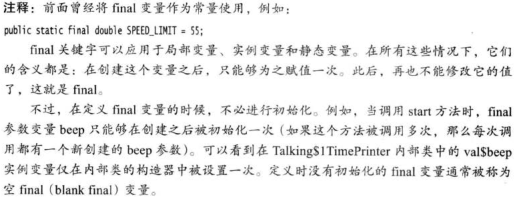 注释：前面曾经将 final 变量作为常量使用，例如：
public static final double SPEED_LIMIT = 55;
final 关键字可以应用于局部变量、实例变量和静态变量。在所有这些情况下，它们
的含义都是：在创建这个变量之后，只能够为之赋值一次。此后，再也不能修改它的值
了，这就是 final。
不过，在定义 final 变量的时候，不必进行初始化。例如，当调用 start 方法时，final
参数变量 beep 只能够在创建之后被初始化一次（如果这个方法被调用多次，那么每次调
用都有一个新创建的 beep 参数）。可以看到在 Talking$1TimePrinter 内部类中的 val$beep
实例变量仅在内部类的构造器中被设置一次。定义时没有初始化的 final 变量通常被称为
空 final（blank final）变量。